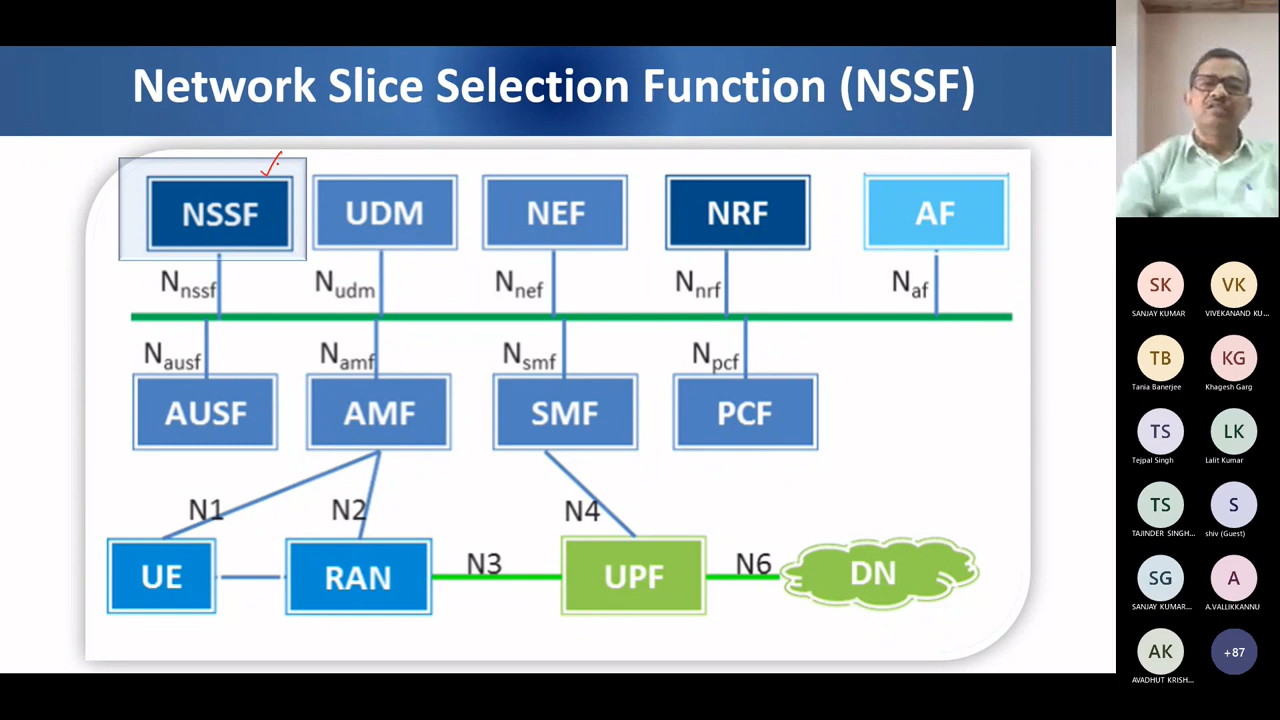 Network Slice Selection Function (NSSF)
NSSF UDM NEF NRF AF
Nnssf Nudm Nnef Nnrf Naf
Nausf Namf Nsmf Npcf
AUSF AMF SMF PCF
N1 N2 N4
N3 N6
UE RAN UPF DN
SK VK
SANJAY KUMAR VIVEKANAND KU...
TB KG
Tania Banerjee Khagesh Garg
TS LK
Tejpal Singh Lalit Kumar
TS S
TAJINDER SINGH... shiv (Guest)
SG A
SANJAY KUMAR... A.VALLIKKANNU
AK +87
AVADHUT KRISH...